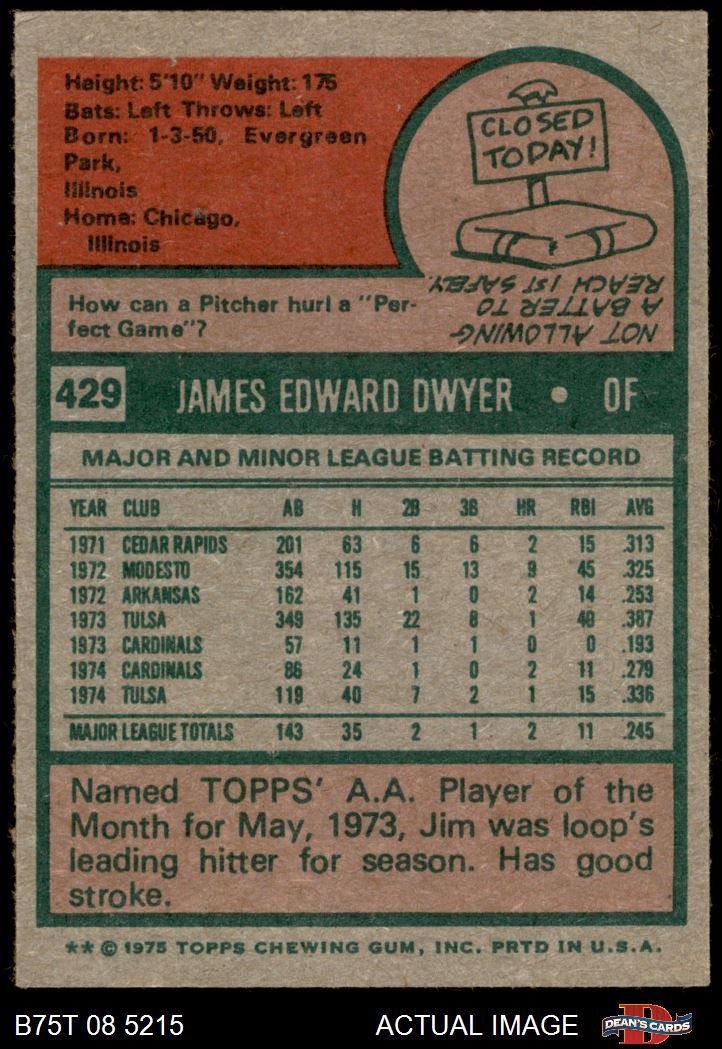 Height: 5'10" Weight: 175
Bats: Left Throws: Left
Born: 1-3-50, Evergreen
Park,
Illinois
Home: Chicago,
Illinois
CLOSED
TODAY!
How can a Pitcher hurl a "Per-
fect Game"?
NOT ALLOWING
A BATTER TO
REACH 1ST SAFELY.
429 JAMES EDWARD DWYER • OF
MAJOR AND MINOR LEAGUE BATTING RECORD
YEAR CLUB AB H 2B 3B HR RBI AVG
1971 CEDAR RAPIDS 201 63 6 6 2 15 .313
1972 MODESTO 354 115 15 13 9 45 .325
1972 ARKANSAS 162 41 1 0 2 14 .253
1973 TULSA 349 135 22 8 1 40 .387
1973 CARDINALS 57 11 1 1 0 0 .193
1974 CARDINALS 86 24 1 0 2 11 .279
1974 TULSA 119 40 7 2 1 15 .336
MAJOR LEAGUE TOTALS 143 35 2 1 2 11 .245
Named TOPPS' A.A. Player of the
Month for May, 1973, Jim was loop's
leading hitter for season. Has good
stroke.
** © 1975 TOPPS CHEWING GUM, INC. PRTD IN U.S.A.
B75T 08 5215 ACTUAL IMAGE
D
DEAN'S CARDS